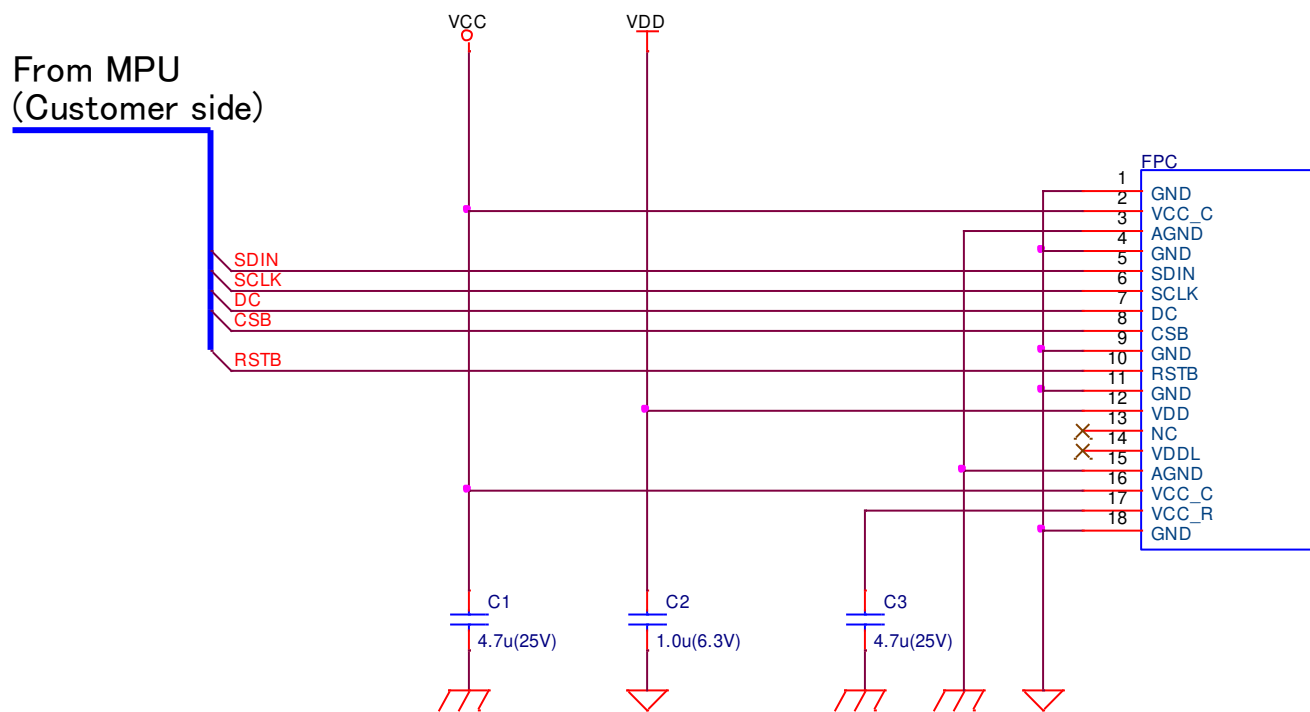 VCC
VDD
From MPU
(Customer side)
FPC
1
GND
2
VCC_C
3
AGND
4
GND
5
SDIN
SDIN
6
SCLK
SCLK
7
DC
DC
8
CSB
CSB
9
GND
10
RSTB
RSTB
11
GND
12
VDD
13
NC
14
VDDL
15
AGND
16
VCC_C
17
VCC_R
18
GND
C1
4.7u(25V)
C2
1.0u(6.3V)
C3
4.7u(25V)